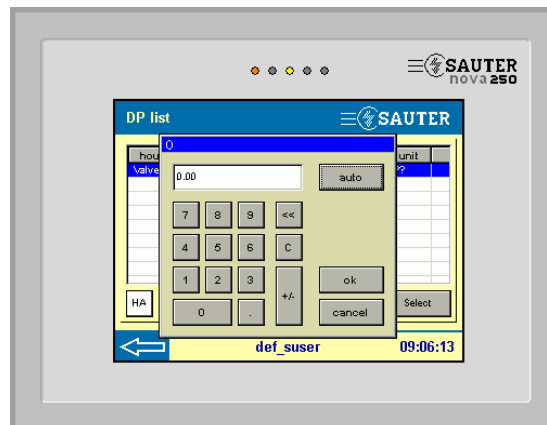 SAUTER
nova 250
DP list
SAUTER
0
hou
unit
Valve
??
0.00
auto
7 8 9 <<
4 5 6 C
1 2 3 +/-
ok
0 .
cancel
HA
Select
def_suser
09:06:13